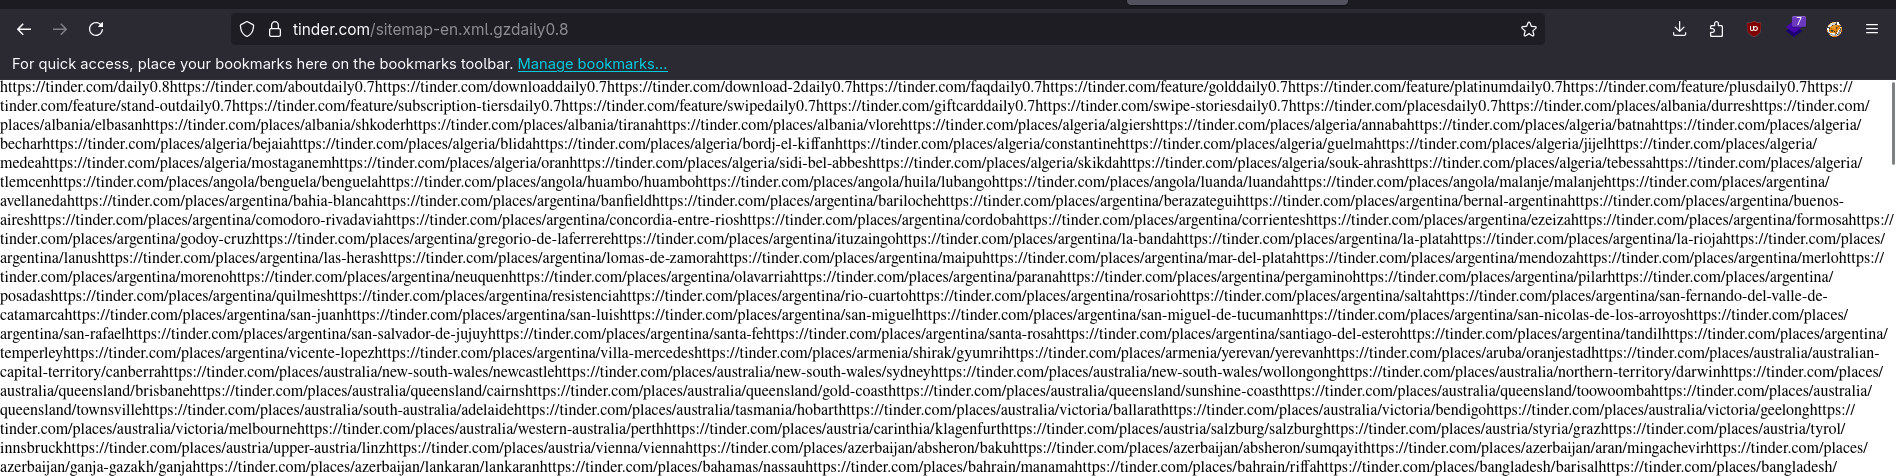 tinder.com/sitemap-en.xml.gzdaily0.8
7
For quick access, place your bookmarks here on the bookmarks toolbar. Manage bookmarks...
https://tinder.com/daily0.8https://tinder.com/aboutdaily0.7https://tinder.com/downloaddaily0.7https://tinder.com/download-2daily0.7https://tinder.com/faqdaily0.7https://tinder.com/feature/golddaily0.7https://tinder.com/feature/platinumdaily0.7https://tinder.com/feature/plusdaily0.7https://
tinder.com/feature/stand-outdaily0.7https://tinder.com/feature/subscription-tiersdaily0.7https://tinder.com/feature/swipedaily0.7https://tinder.com/giftcarddaily0.7https://tinder.com/swipe-storiesdaily0.7https://tinder.com/placesdaily0.7https://tinder.com/places/albania/durreshttps://tinder.com/
places/albania/elbasanhttps://tinder.com/places/albania/shkoderhttps://tinder.com/places/albania/tiranahttps://tinder.com/places/albania/vlorehttps://tinder.com/places/algeria/algiershttps://tinder.com/places/algeria/annabahttps://tinder.com/places/algeria/batnahttps://tinder.com/places/algeria/
becharhttps://tinder.com/places/algeria/bejaiahttps://tinder.com/places/algeria/blidahttps://tinder.com/places/algeria/bordj-el-kiffanhttps://tinder.com/places/algeria/constantinehttps://tinder.com/places/algeria/guelmahttps://tinder.com/places/algeria/jijelhttps://tinder.com/places/algeria/
medeahttps://tinder.com/places/algeria/mostaganemhttps://tinder.com/places/algeria/oranhttps://tinder.com/places/algeria/sidi-bel-abbeshttps://tinder.com/places/algeria/skikdahttps://tinder.com/places/algeria/souk-ahrashttps://tinder.com/places/algeria/tebessahttps://tinder.com/places/algeria/
tlemcenhttps://tinder.com/places/angola/benguela/benguelahttps://tinder.com/places/angola/huambo/huambohttps://tinder.com/places/angola/huila/lubangohttps://tinder.com/places/angola/luanda/luandahttps://tinder.com/places/angola/malanje/malanjehttps://tinder.com/places/argentina/
avellanedahttps://tinder.com/places/argentina/bahia-blancahttps://tinder.com/places/argentina/banfieldhttps://tinder.com/places/argentina/barilochehttps://tinder.com/places/argentina/berazateguihttps://tinder.com/places/argentina/bernal-argentinahttps://tinder.com/places/argentina/buenos-
aireshttps://tinder.com/places/argentina/comodoro-rivadaviahttps://tinder.com/places/argentina/concordia-entre-rioshttps://tinder.com/places/argentina/cordobahttps://tinder.com/places/argentina/corrienteshttps://tinder.com/places/argentina/ezeizahttps://tinder.com/places/argentina/formosahttps://
tinder.com/places/argentina/godoy-cruzhttps://tinder.com/places/argentina/gregorio-de-laferrerehttps://tinder.com/places/argentina/ituzaingohttps://tinder.com/places/argentina/la-bandahttps://tinder.com/places/argentina/la-platahttps://tinder.com/places/argentina/la-riojahttps://tinder.com/places/
argentina/lanushttps://tinder.com/places/argentina/las-herashttps://tinder.com/places/argentina/lomas-de-zamorahttps://tinder.com/places/argentina/maipuhttps://tinder.com/places/argentina/mar-del-platahttps://tinder.com/places/argentina/mendozahttps://tinder.com/places/argentina/merlohttps://
tinder.com/places/argentina/morenohttps://tinder.com/places/argentina/neuquenhttps://tinder.com/places/argentina/olavarriahttps://tinder.com/places/argentina/paranahttps://tinder.com/places/argentina/pergaminohttps://tinder.com/places/argentina/pilarhttps://tinder.com/places/argentina/
posadashttps://tinder.com/places/argentina/quilmeshttps://tinder.com/places/argentina/resistenciahttps://tinder.com/places/argentina/rio-cuartohttps://tinder.com/places/argentina/rosariohttps://tinder.com/places/argentina/saltahttps://tinder.com/places/argentina/san-fernando-del-valle-de-
catamarcahttps://tinder.com/places/argentina/san-juanhttps://tinder.com/places/argentina/san-luishttps://tinder.com/places/argentina/san-miguelhttps://tinder.com/places/argentina/san-miguel-de-tucumanhttps://tinder.com/places/argentina/san-nicolas-de-los-arroyoshttps://tinder.com/places/
argentina/san-rafaelhttps://tinder.com/places/argentina/san-salvador-de-jujuyhttps://tinder.com/places/argentina/santa-fehttps://tinder.com/places/argentina/santa-rosahttps://tinder.com/places/argentina/santiago-del-esterohttps://tinder.com/places/argentina/tandilhttps://tinder.com/places/argentina/
temperleyhttps://tinder.com/places/argentina/vicente-lopezhttps://tinder.com/places/argentina/villa-mercedeshttps://tinder.com/places/armenia/shirak/gyumrihttps://tinder.com/places/armenia/yerevan/yerevanhttps://tinder.com/places/aruba/oranjestadhttps://tinder.com/places/australia/australian-
capital-territory/canberrahttps://tinder.com/places/australia/new-south-wales/newcastlehttps://tinder.com/places/australia/new-south-wales/sydneyhttps://tinder.com/places/australia/new-south-wales/wollongonghttps://tinder.com/places/australia/northern-territory/darwinhttps://tinder.com/places/
australia/queensland/brisbanehttps://tinder.com/places/australia/queensland/cairnshttps://tinder.com/places/australia/queensland/gold-coasthttps://tinder.com/places/australia/queensland/sunshine-coasthttps://tinder.com/places/australia/queensland/toowoombahttps://tinder.com/places/australia/
queensland/townsvillehttps://tinder.com/places/australia/south-australia/adelaidehttps://tinder.com/places/australia/tasmania/hobarthttps://tinder.com/places/australia/victoria/ballarathttps://tinder.com/places/australia/victoria/bendigohttps://tinder.com/places/australia/victoria/geelonghttps://
tinder.com/places/australia/victoria/melbournehttps://tinder.com/places/australia/western-australia/perthhttps://tinder.com/places/austria/carinthia/klagenfurthttps://tinder.com/places/austria/salzburg/salzburghttps://tinder.com/places/austria/styria/grazhttps://tinder.com/places/austria/tyrol/
innsbruckhttps://tinder.com/places/austria/upper-austria/linzhttps://tinder.com/places/austria/vienna/viennahttps://tinder.com/places/azerbaijan/absheron/bakuhttps://tinder.com/places/azerbaijan/absheron/sumqayithttps://tinder.com/places/azerbaijan/aran/mingachevirhttps://tinder.com/places/
azerbaijan/ganja-gazakh/ganjahttps://tinder.com/places/azerbaijan/lankaran/lankaranhttps://tinder.com/places/bahamas/nassauhttps://tinder.com/places/bahrain/manamahttps://tinder.com/places/bahrain/riffahttps://tinder.com/places/bangladesh/barisalhttps://tinder.com/places/bangladesh/